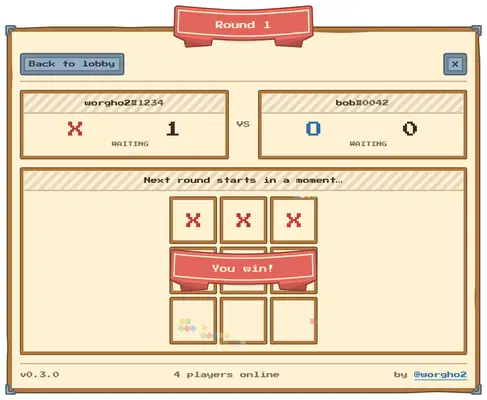 Round 1
Back to lobby
x
worgho2#1234
X 1
WAITING
VS
bob#0042
O 0
WAITING
Next round starts in a moment…
X X X
You win!
v0.3.0
4 players online
by @worgho2